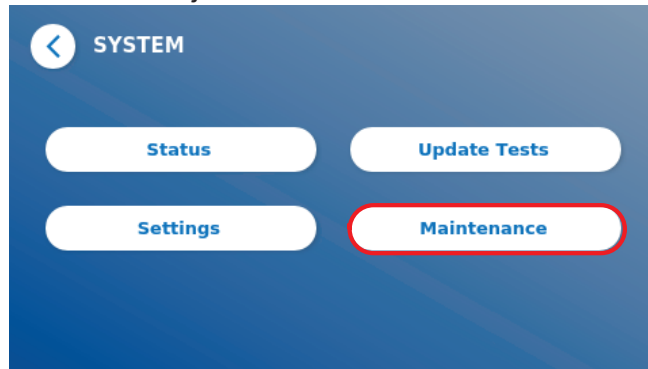 SYSTEM
Status
Update Tests
Settings
Maintenance